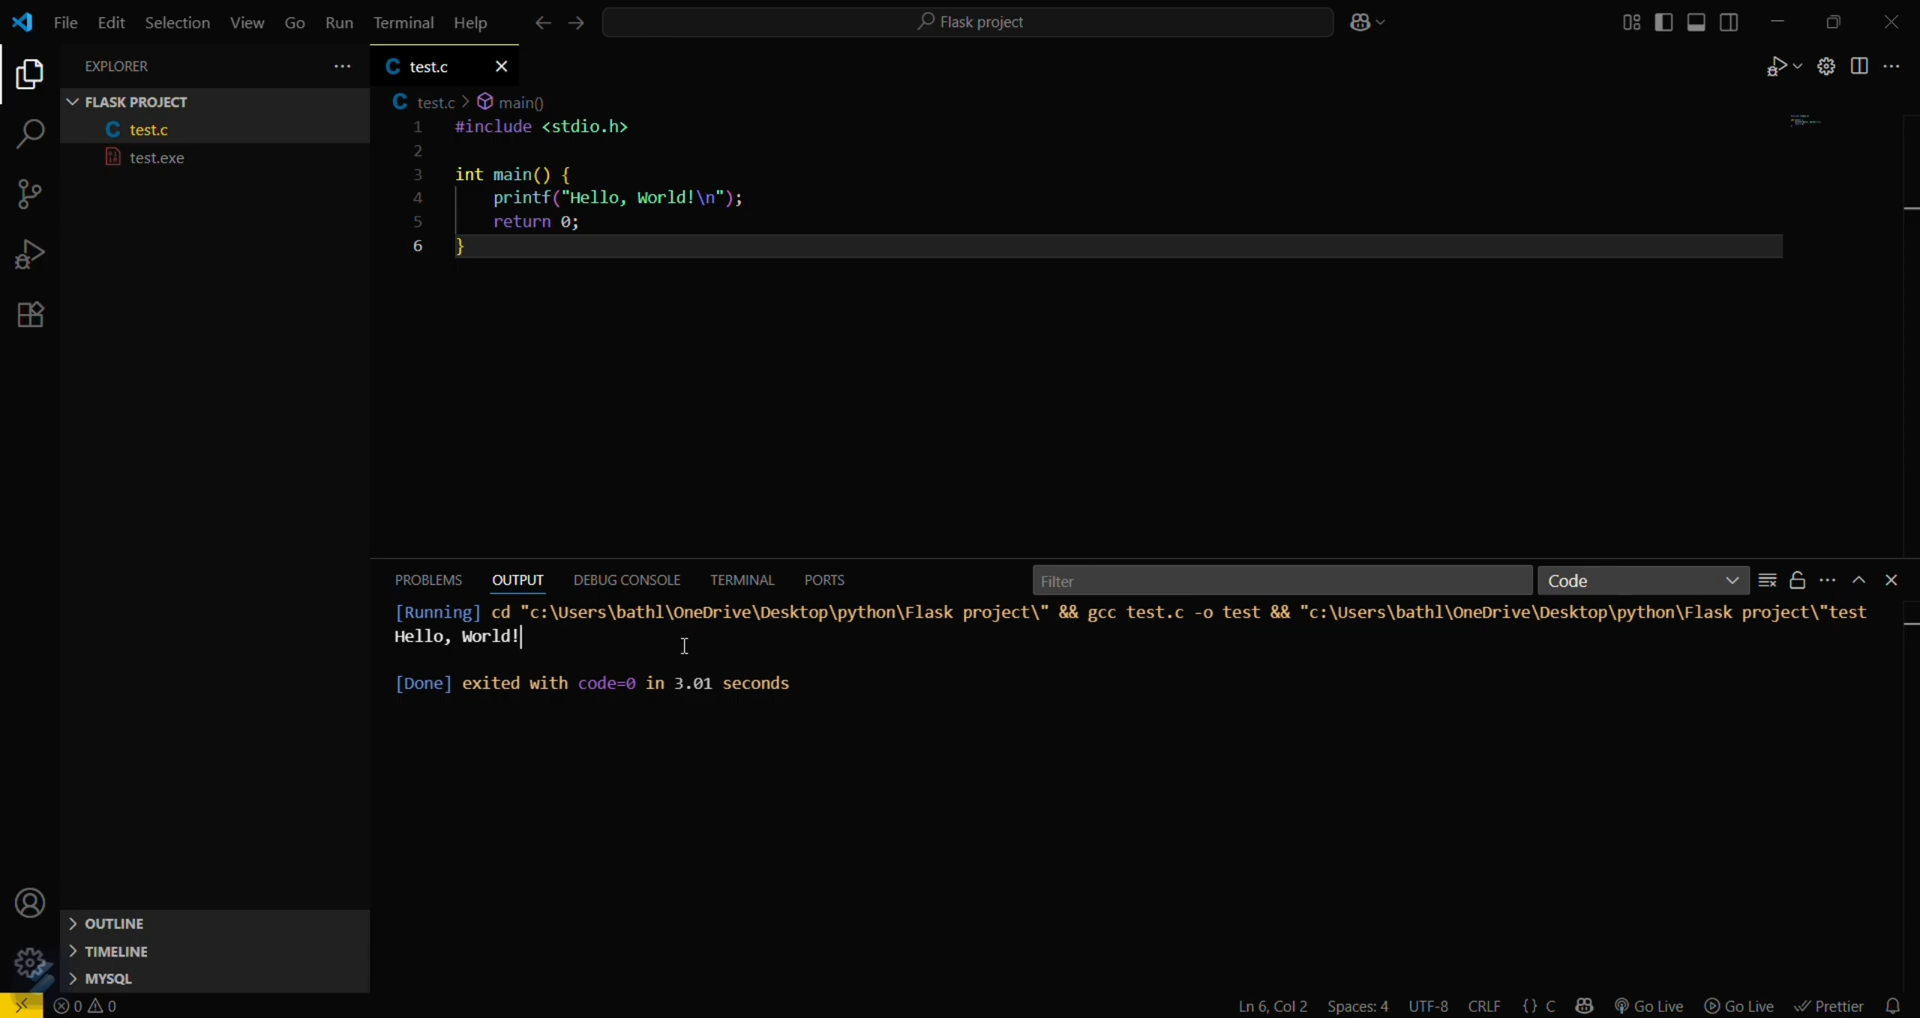 File Edit Selection View Go Run Terminal Help
Flask project
EXPLORER
FLASK PROJECT
C test.c
test.exe
C test.c
C test.c > main()
1 #include <stdio.h>
2
3 int main() {
4 printf("Hello, World!\n");
5 return 0;
6 }
PROBLEMS OUTPUT DEBUG CONSOLE TERMINAL PORTS
Filter
Code
[Running] cd "c:\Users\bathl\OneDrive\Desktop\python\Flask project\" && gcc test.c -o test && "c:\Users\bathl\OneDrive\Desktop\python\Flask project\"test
Hello, World!
[Done] exited with code=0 in 3.01 seconds
OUTLINE
TIMELINE
MYSQL
0 0
Ln 6, Col 2 Spaces: 4 UTF-8 CRLF {} C Go Live Go Live Prettier